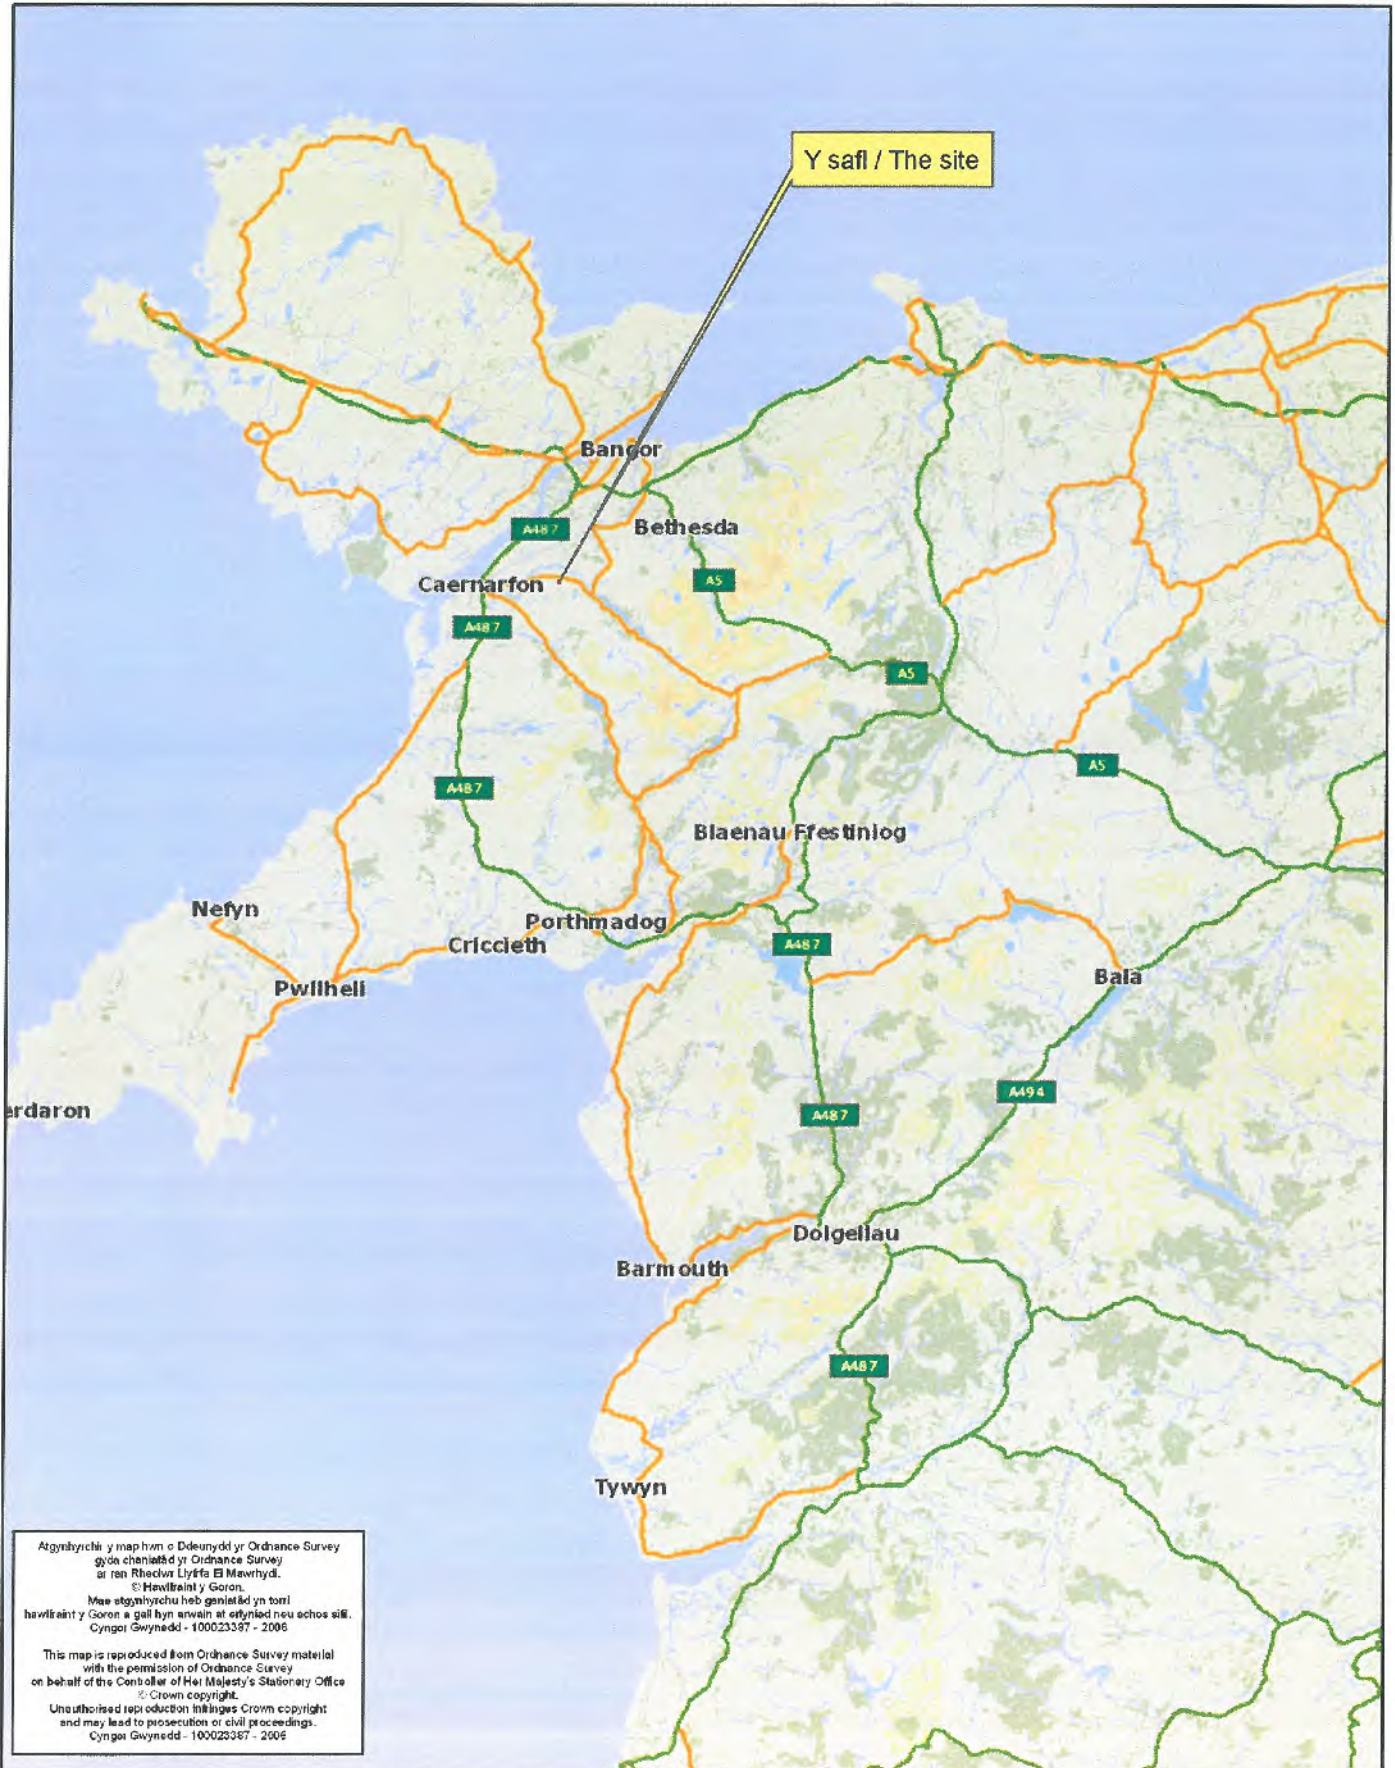 Y safl / The site
Bangor
A487
Bethesda
Caernarfon
A5
A487
A5
A487
A5
Blaenau Ffestiniog
Nefyn
Porthmadog
Criccieth
A487
Bala
Pwllheli
A494
erdaron
A487
Dolgellau
Barmouth
A487
Tywyn
Atgynhyrchir y map hwn o Ddeunydd yr Ordnance Survey
gyda chaniatâd yr Ordnance Survey
ar ran Rheolwr Llyfrfa Ei Mawrhydi.
© Hawlfraint y Goron.
Mae atgynhyrchu heb ganiatâd yn torri
hawlfraint y Goron a gall hyn arwain at erlyniad neu achos sifil.
Cyngor Gwynedd - 100023387 - 2006
This map is reproduced from Ordnance Survey material
with the permission of Ordnance Survey
on behalf of the Controller of Her Majesty's Stationery Office
© Crown copyright.
Unauthorised reproduction infringes Crown copyright
and may lead to prosecution or civil proceedings.
Cyngor Gwynedd - 100023387 - 2006